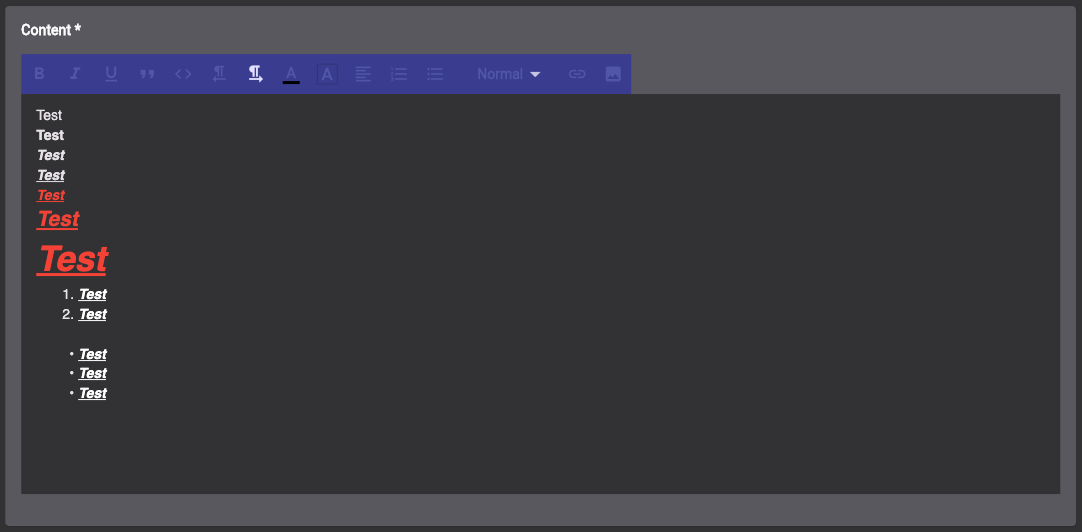 Content *
B I U A A Normal
Test
Test
Test
Test
Test
Test
Test
1. Test
2. Test
• Test
• Test
• Test